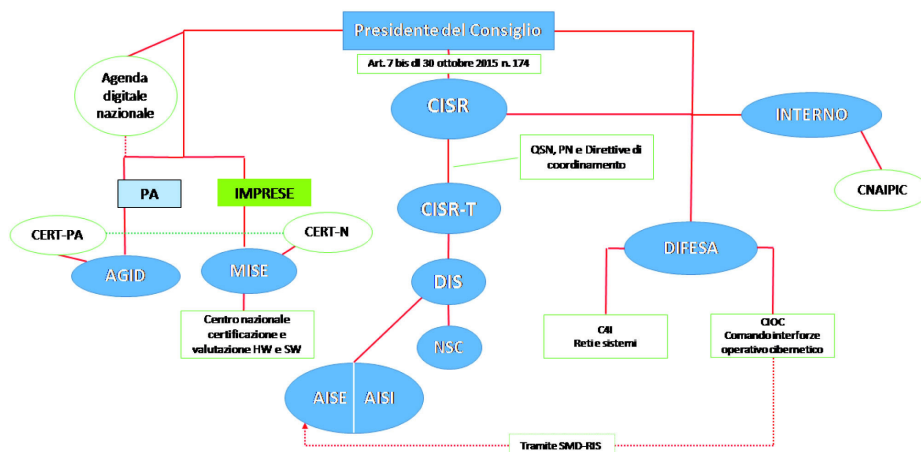 Presidente del Consiglio
Art. 7 bis dl 30 ottobre 2015 n. 174
Agenda
digitale
nazionale
CISR
INTERNO
QSN, PN e Direttive di
coordinamento
CNAIPIC
PA
IMPRESE
CISR-T
CERT-PA
CERT-N
DIFESA
AGID
MISE
DIS
Centro nazionale
certificazione e
valutazione HW e SW
NSC
C4I
Reti e sistemi
CIOC
Comando interforze
operativo cibernetico
AISE
AISI
Tramite SMD-RIS